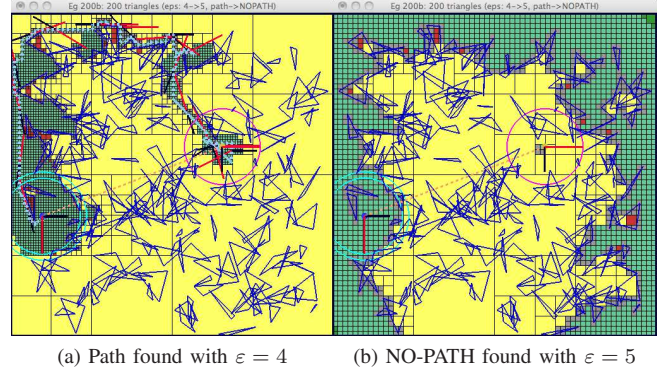 Eg 200b: 200 triangles (eps: 4->5, path->NOPATH)
Eg 200b: 200 triangles (eps: 4->5, path->NOPATH)
(a) Path found with ε = 4
(b) NO-PATH found with ε = 5